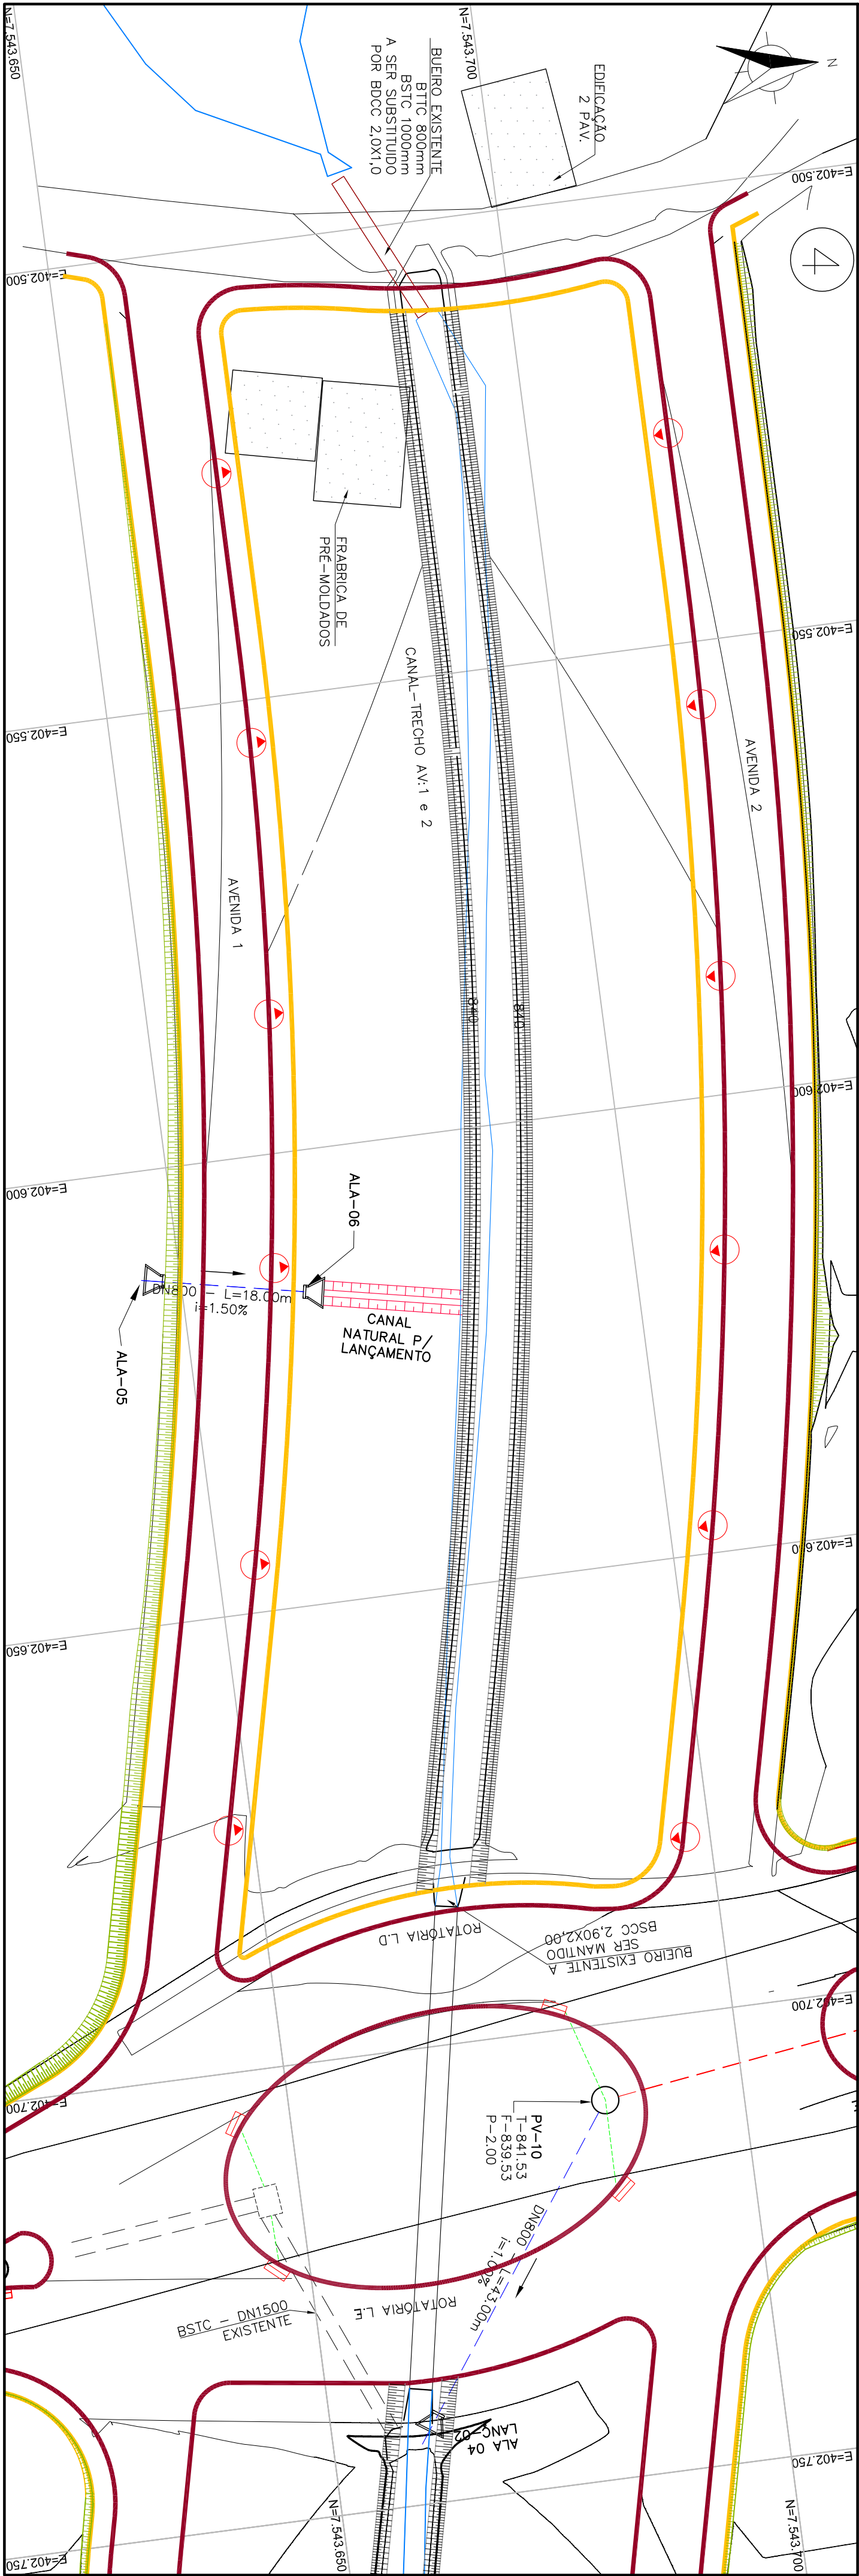 N=7.543.650
N=7.543.700
N
E=402.500
4
EDIFICAÇÃO
2 PAV.
BUEIRO EXISTENTE
BTTC 800mm
BSTC 1000mm
A SER SUBSTITUIDO
POR BDCC 2,0X1,0
E=402.500
FRABRICA DE
PRÉ-MOLDADOS
CANAL-TRECHO AV:1 e 2
E=402.550
E=402.550
AVENIDA 2
AVENIDA 1
840
840
E=402.600
E=402.600
ALA-06
DN800 - L=18.00m
i=1.50%
CANAL
NATURAL P/
LANÇAMENTO
ALA-05
E=402.650
E=402.650
ROTATÓRIA L.D
BUEIRO EXISTENTE A
SER MANTIDO
BSCC 2,90X2,00
E=402.700
E=402.700
PV-10
T-841.53
F-839.53
P-2.00
DN800 - L=43.00m
i=1.00%
ROTATÓRIA L.E
BSTC - DN1500
EXISTENTE
ALA 04
LANC-02
E=402.750
E=402.750
N=7.543.650
N=7.543.700